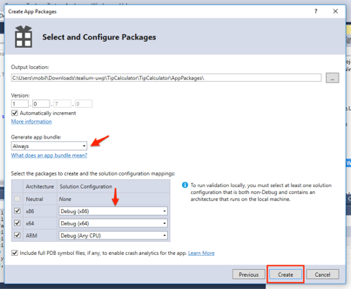 Create App Packages
Select and Configure Packages
Output location:
C:\Users\mobil\Downloads\tealium-uwp\TipCalculator\TipCalculator\AppPackages\
...
Version:
1 . 0 . 7 . 0
Automatically increment
More information
Generate app bundle:
Always
What does an app bundle mean?
Select the packages to create and the solution configuration mappings:
Architecture Solution Configuration
Neutral None
x86 Debug (x86)
x64 Debug (x64)
ARM Debug (Any CPU)
To run validation locally, you must select at least one solution
configuration that is both non-Debug and contains an
architecture that runs on the local machine.
Include full PDB symbol files, if any, to enable crash analytics for the app. Learn More
Previous Create Cancel